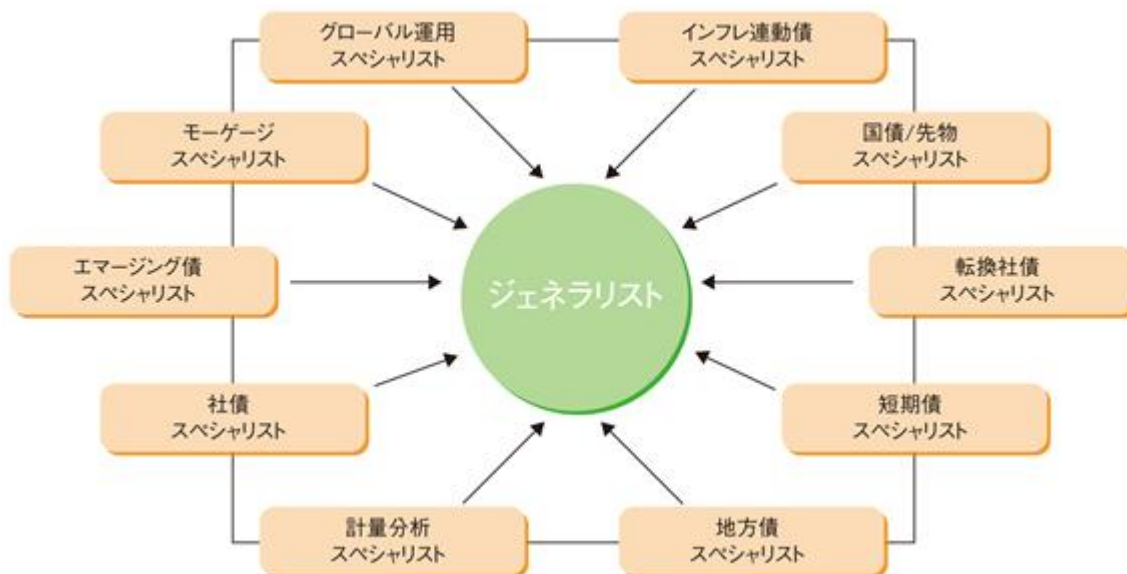 グローバル運用
スペシャリスト
インフレ連動債
スペシャリスト
モーゲージ
スペシャリスト
国債/先物
スペシャリスト
エマージング債
スペシャリスト
ジェネラリスト
転換社債
スペシャリスト
社債
スペシャリスト
短期債
スペシャリスト
計量分析
スペシャリスト
地方債
スペシャリスト